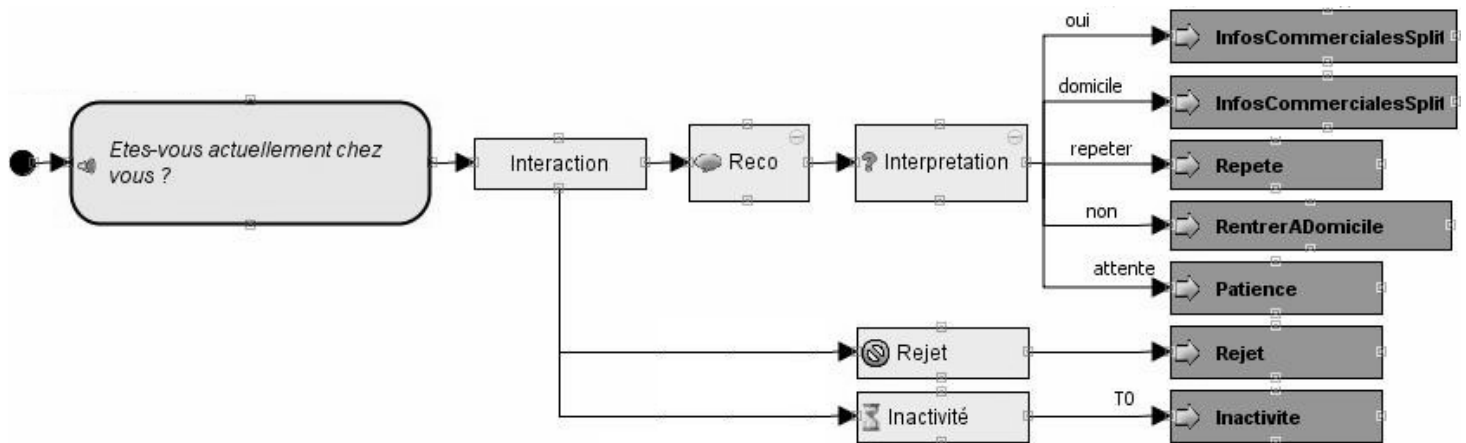 oui
InfosCommercialesSplit
domicile
InfosCommercialesSplit
Etes-vous actuellement chez
vous ?
Interaction
Reco
Interpretation
repeter
Repete
non
RentrerADomicile
attente
Patience
Rejet
Rejet
Inactivité
T0
Inactivite